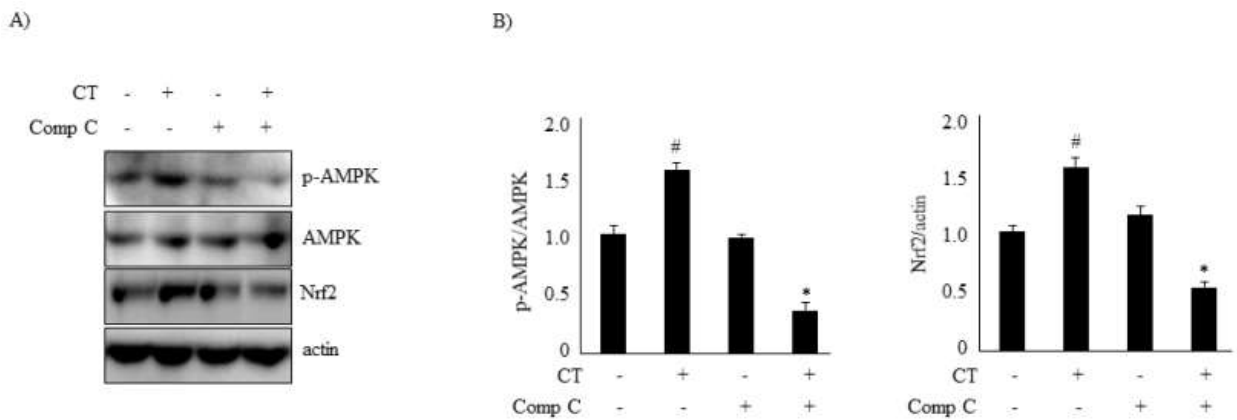 A)
CT - + - +
Comp C - - + +
p-AMPK
AMPK
Nrf2
actin
B)
p-AMPK/AMPK
2.0
1.5
1.0
0.5
0
#
*
CT - + - +
Comp C - - + +
Nrf2/actin
2.0
1.5
1.0
0.5
0
#
*
CT - + - +
Comp C - - + +